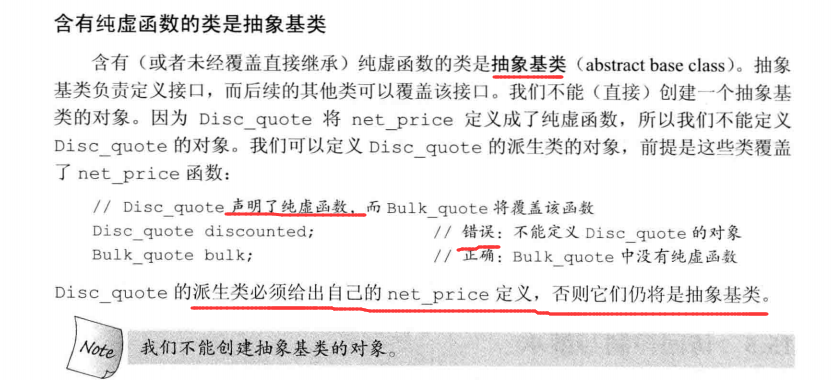 含有纯虚函数的类是抽象基类
含有（或者未经覆盖直接继承）纯虚函数的类是抽象基类（abstract base class）。抽象
基类负责定义接口，而后续的其他类可以覆盖该接口。我们不能（直接）创建一个抽象基
类的对象。因为 Disc_quote 将 net_price 定义成了纯虚函数，所以我们不能定义
Disc_quote 的对象。我们可以定义 Disc_quote 的派生类的对象，前提是这些类覆盖
了 net_price 函数：
// Disc_quote 声明了纯虚函数，而 Bulk_quote 将覆盖该函数
Disc_quote discounted; // 错误：不能定义 Disc_quote 的对象
Bulk_quote bulk; // 正确：Bulk_quote 中没有纯虚函数
Disc_quote 的派生类必须给出自己的 net_price 定义，否则它们仍将是抽象基类。
Note 我们不能创建抽象基类的对象。